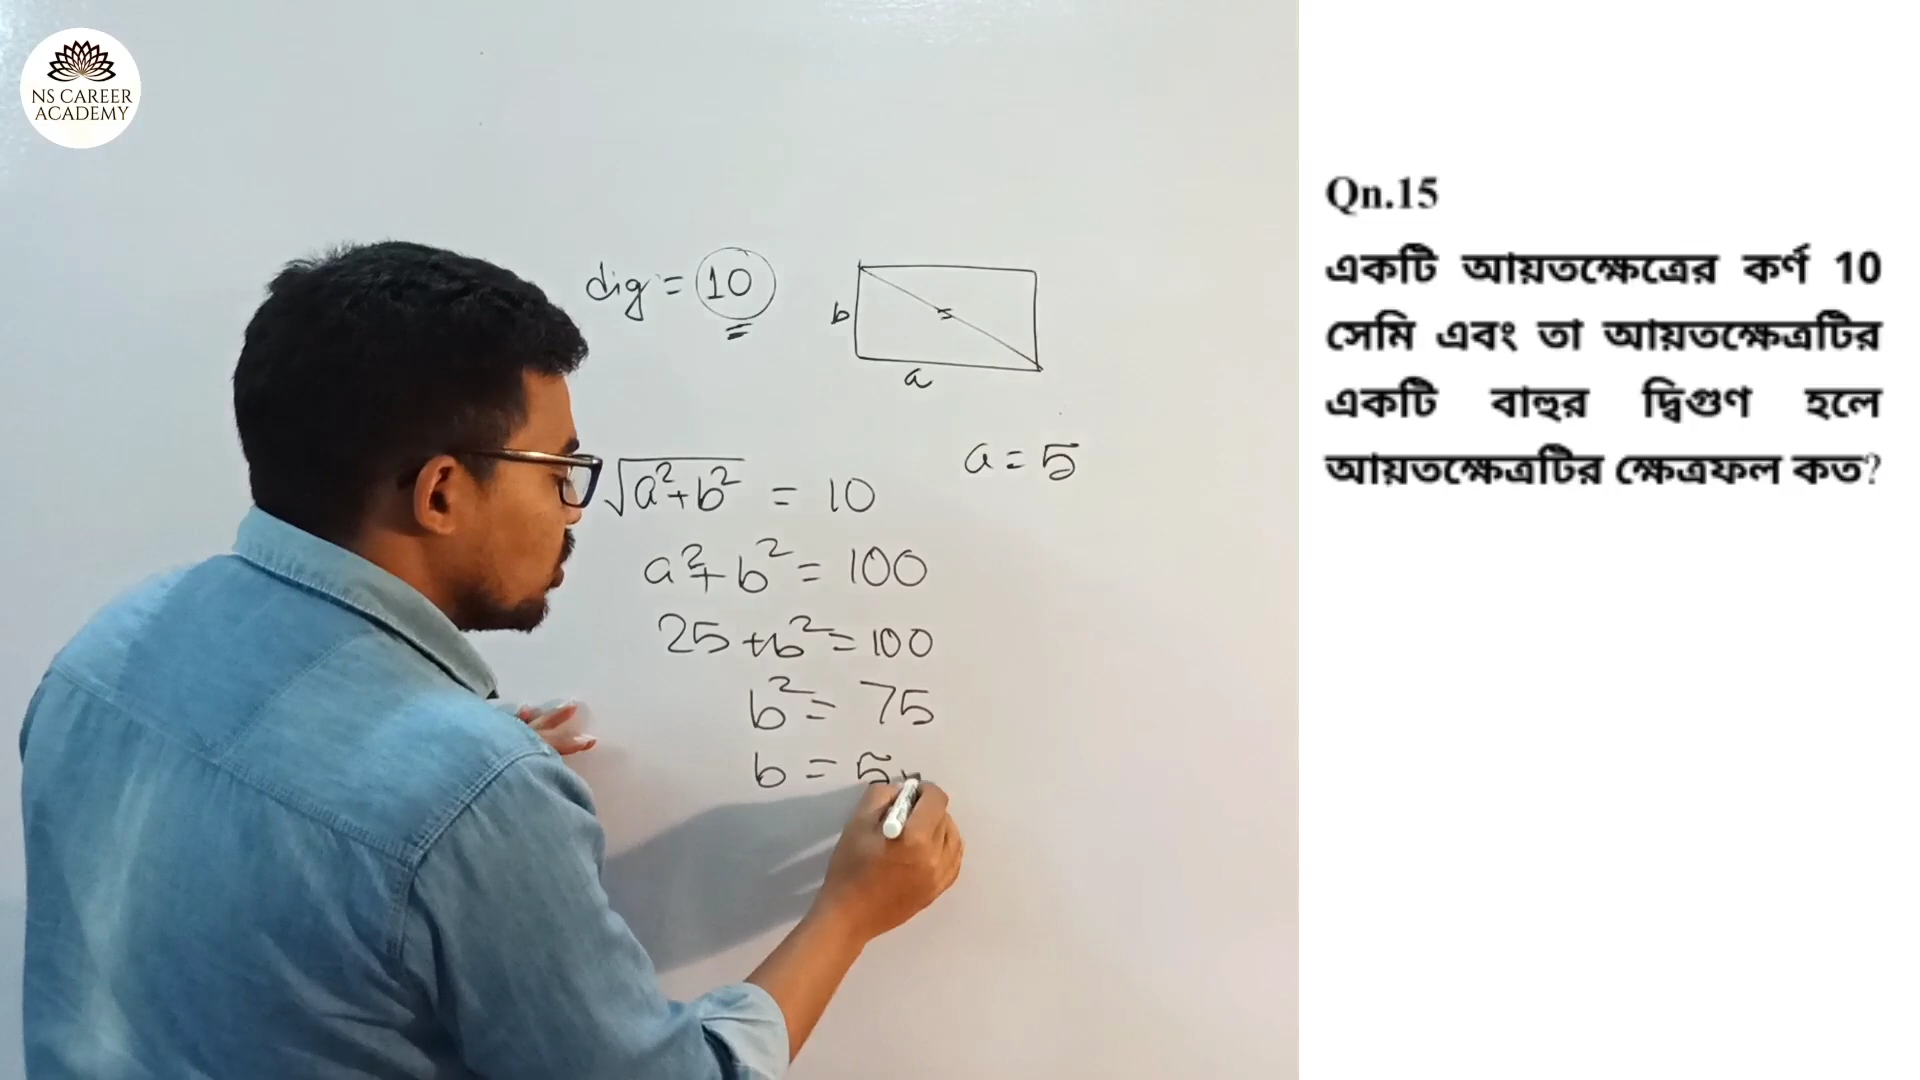 NS CAREER
ACADEMY
dig = 10
b
a
a = 5
√a²+b² = 10
a²+b² = 100
25 +b² = 100
b² = 75
b = 5
Qn.15
একটি আয়তক্ষেত্রের কর্ণ 10
সেমি এবং তা আয়তক্ষেত্রটির
একটি বাহুর দ্বিগুণ হলে
আয়তক্ষেত্রটির ক্ষেত্রফল কত?